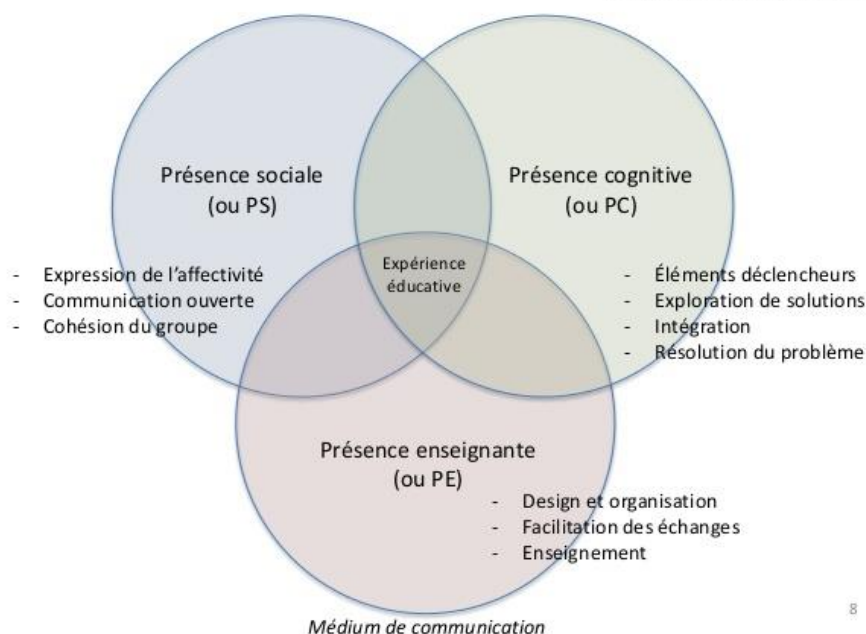 Présence sociale
(ou PS)
Présence cognitive
(ou PC)
Expérience
éducative
- Expression de l'affectivité
- Communication ouverte
- Cohésion du groupe
- Éléments déclencheurs
- Exploration de solutions
- Intégration
- Résolution du problème
Présence enseignante
(ou PE)
- Design et organisation
- Facilitation des échanges
- Enseignement
8
Médium de communication